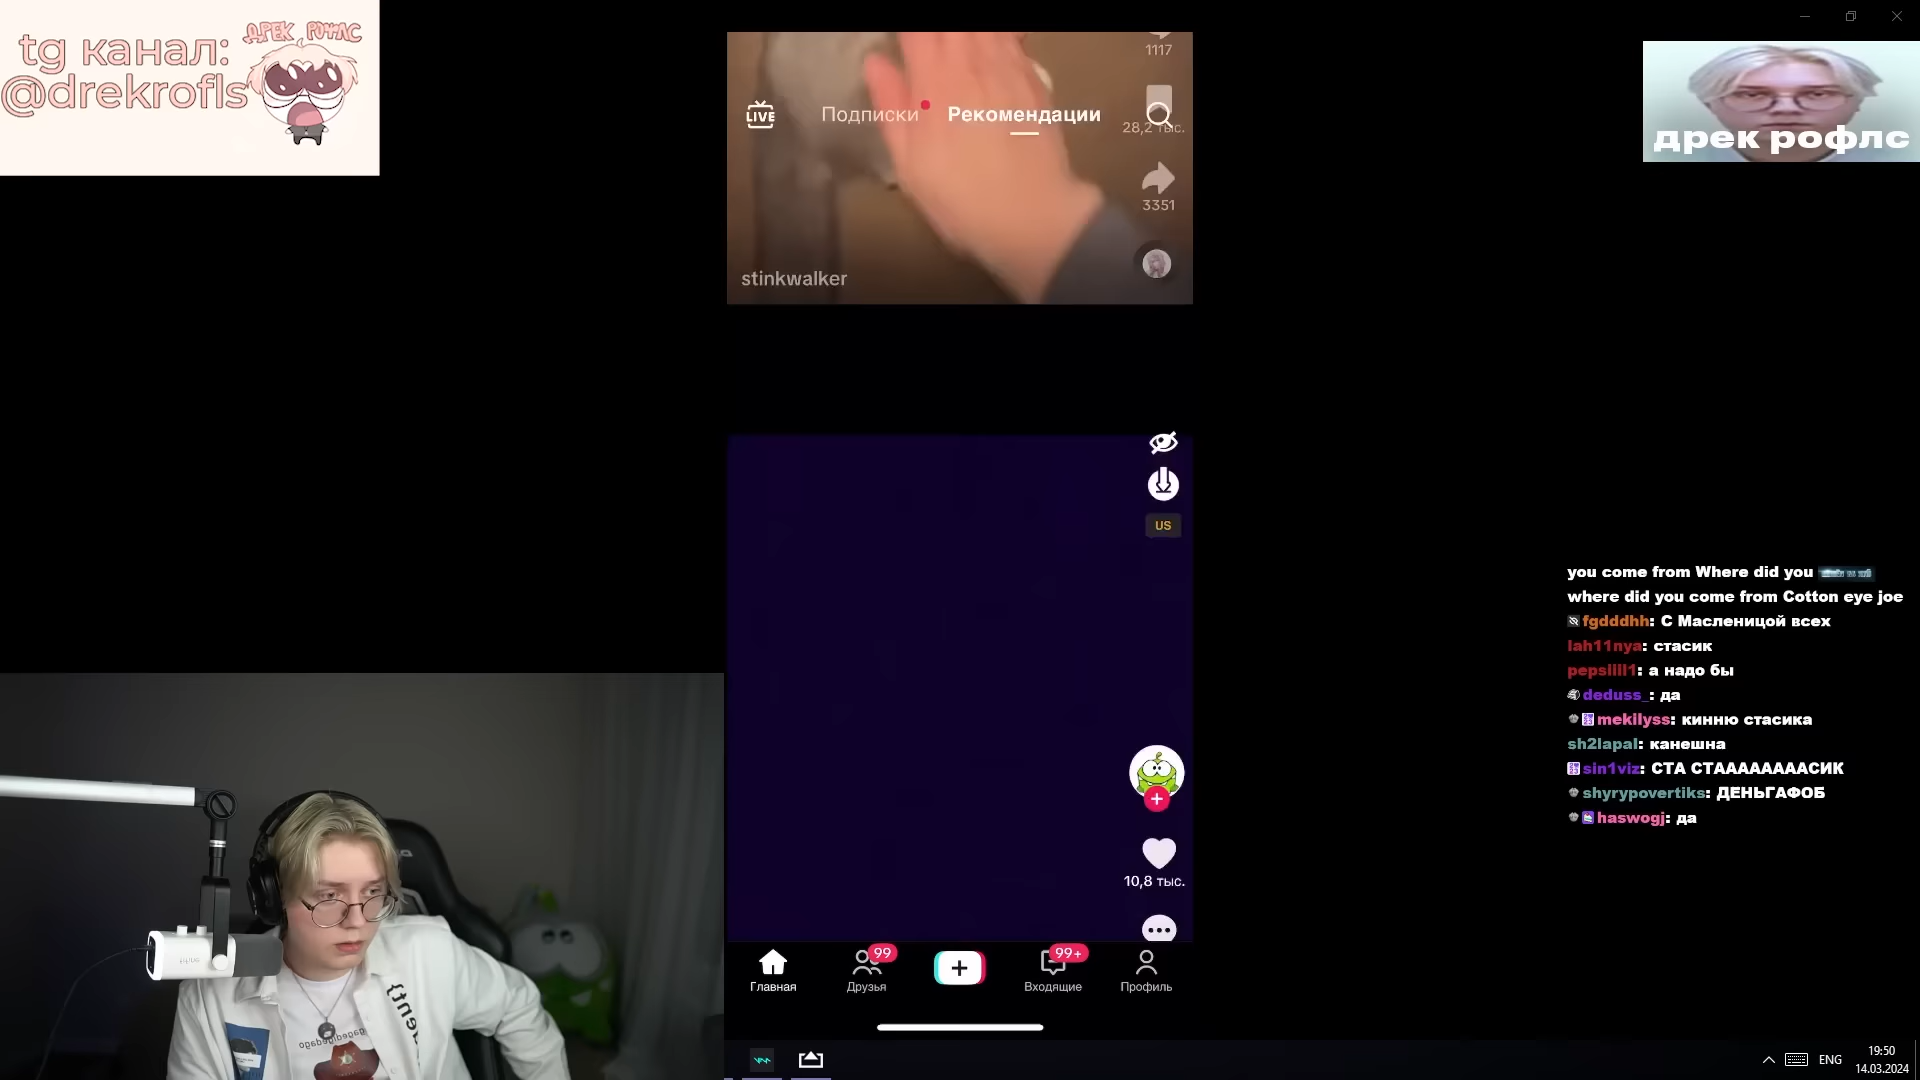 tg канал:
@drekrofls
ДРЕК РОФЛС
LIVE
Подписки
Рекомендации
1117
28,2 тыс.
3351
stinkwalker
дрек рофлс
US
10,8 тыс.
you come from Where did you
where did you come from Cotton eye joe
fgdddhh: С Масленицой всех
lah11nya: стасик
pepsiiil1: а надо бы
deduss_: да
mekilyss: кинню стасика
sh2lapal: канешна
sin1viz: СТА СТААААААААСИК
shyrypovertiks: ДЕНЬГАФОБ
haswogj: да
99
99+
Главная
Друзья
Входящие
Профиль
ENG
19:50
14.03.2024